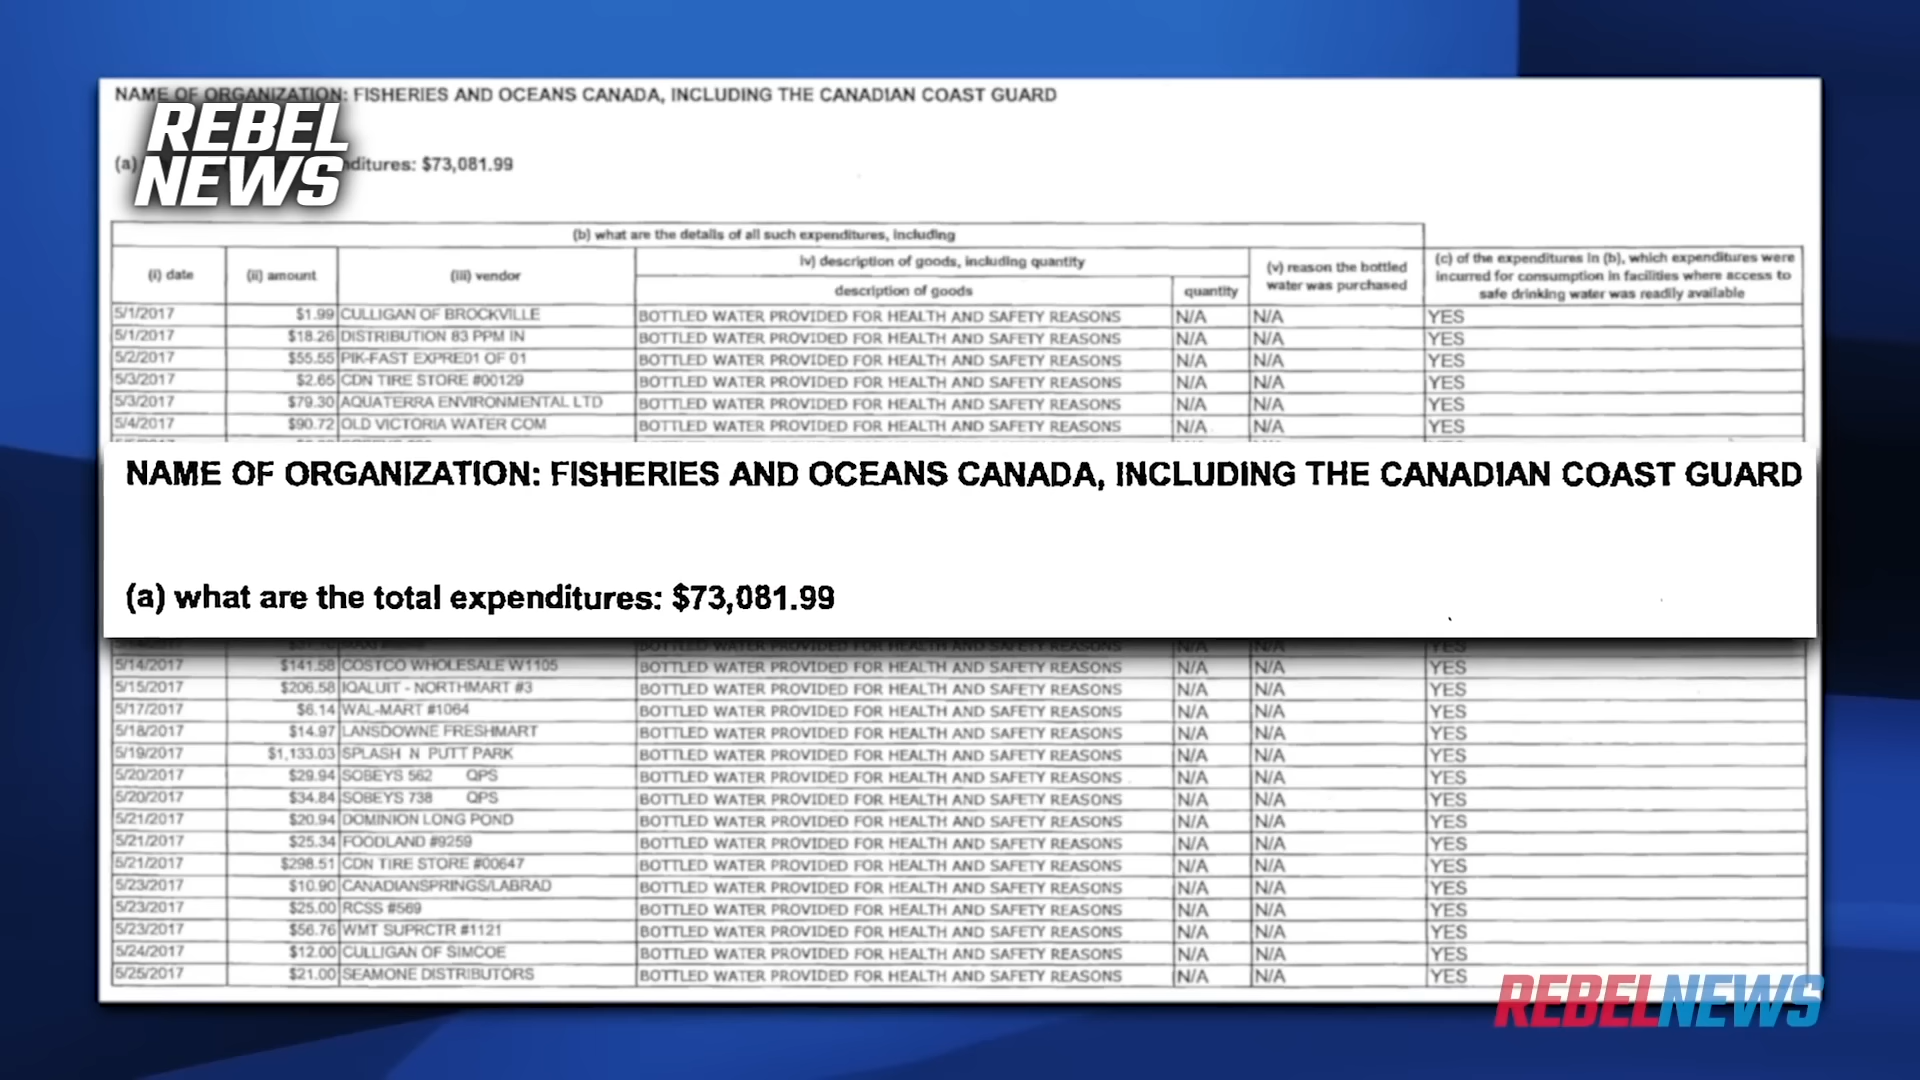 NAME OF ORGANIZATION: FISHERIES AND OCEANS CANADA, INCLUDING THE CANADIAN COAST GUARD
REBEL
NEWS
(a) nditures: $73,081.99
(b) what are the details of all such expenditures, including
(i) date (ii) amount (iii) vendor iv) description of goods, including quantity (v) reason the bottled water was purchased (c) of the expenditures in (b), which expenditures were incurred for consumption in facilities where access to safe drinking water was readily available
description of goods quantity
5/1/2017 $1.99 CULLIGAN OF BROCKVILLE BOTTLED WATER PROVIDED FOR HEALTH AND SAFETY REASONS N/A N/A YES
5/1/2017 $18.26 DISTRIBUTION 83 PPM IN BOTTLED WATER PROVIDED FOR HEALTH AND SAFETY REASONS N/A N/A YES
5/2/2017 $55.55 PIK-FAST EXPRE01 OF 01 BOTTLED WATER PROVIDED FOR HEALTH AND SAFETY REASONS N/A N/A YES
5/3/2017 $2.65 CDN TIRE STORE #00129 BOTTLED WATER PROVIDED FOR HEALTH AND SAFETY REASONS N/A N/A YES
5/3/2017 $79.30 AQUATERRA ENVIRONMENTAL LTD BOTTLED WATER PROVIDED FOR HEALTH AND SAFETY REASONS N/A N/A YES
5/4/2017 $90.72 OLD VICTORIA WATER COM BOTTLED WATER PROVIDED FOR HEALTH AND SAFETY REASONS N/A N/A YES
NAME OF ORGANIZATION: FISHERIES AND OCEANS CANADA, INCLUDING THE CANADIAN COAST GUARD
(a) what are the total expenditures: $73,081.99
BOTTLED WATER PROVIDED FOR HEALTH AND SAFETY REASONS N/A N/A YES
5/14/2017 $141.58 COSTCO WHOLESALE W1105 BOTTLED WATER PROVIDED FOR HEALTH AND SAFETY REASONS N/A N/A YES
5/15/2017 $206.58 IQALUIT - NORTHMART #3 BOTTLED WATER PROVIDED FOR HEALTH AND SAFETY REASONS N/A N/A YES
5/17/2017 $6.14 WAL-MART #1064 BOTTLED WATER PROVIDED FOR HEALTH AND SAFETY REASONS N/A N/A YES
5/18/2017 $14.97 LANSDOWNE FRESHMART BOTTLED WATER PROVIDED FOR HEALTH AND SAFETY REASONS N/A N/A YES
5/19/2017 $1,133.03 SPLASH N PUTT PARK BOTTLED WATER PROVIDED FOR HEALTH AND SAFETY REASONS N/A N/A YES
5/20/2017 $29.94 SOBEYS 562 QPS BOTTLED WATER PROVIDED FOR HEALTH AND SAFETY REASONS N/A N/A YES
5/20/2017 $34.84 SOBEYS 738 QPS BOTTLED WATER PROVIDED FOR HEALTH AND SAFETY REASONS N/A N/A YES
5/21/2017 $20.94 DOMINION LONG POND BOTTLED WATER PROVIDED FOR HEALTH AND SAFETY REASONS N/A N/A YES
5/21/2017 $25.34 FOODLAND #9259 BOTTLED WATER PROVIDED FOR HEALTH AND SAFETY REASONS N/A N/A YES
5/21/2017 $298.51 CDN TIRE STORE #00647 BOTTLED WATER PROVIDED FOR HEALTH AND SAFETY REASONS N/A N/A YES
5/23/2017 $10.90 CANADIANSPRINGS/LABRAD BOTTLED WATER PROVIDED FOR HEALTH AND SAFETY REASONS N/A N/A YES
5/23/2017 $25.00 RCSS #569 BOTTLED WATER PROVIDED FOR HEALTH AND SAFETY REASONS N/A N/A YES
5/23/2017 $56.76 WMT SUPRCTR #1121 BOTTLED WATER PROVIDED FOR HEALTH AND SAFETY REASONS N/A N/A YES
5/24/2017 $12.00 CULLIGAN OF SIMCOE BOTTLED WATER PROVIDED FOR HEALTH AND SAFETY REASONS N/A N/A YES
5/25/2017 $21.00 SEAMONE DISTRIBUTORS BOTTLED WATER PROVIDED FOR HEALTH AND SAFETY REASONS N/A N/A YES
REBELNEWS